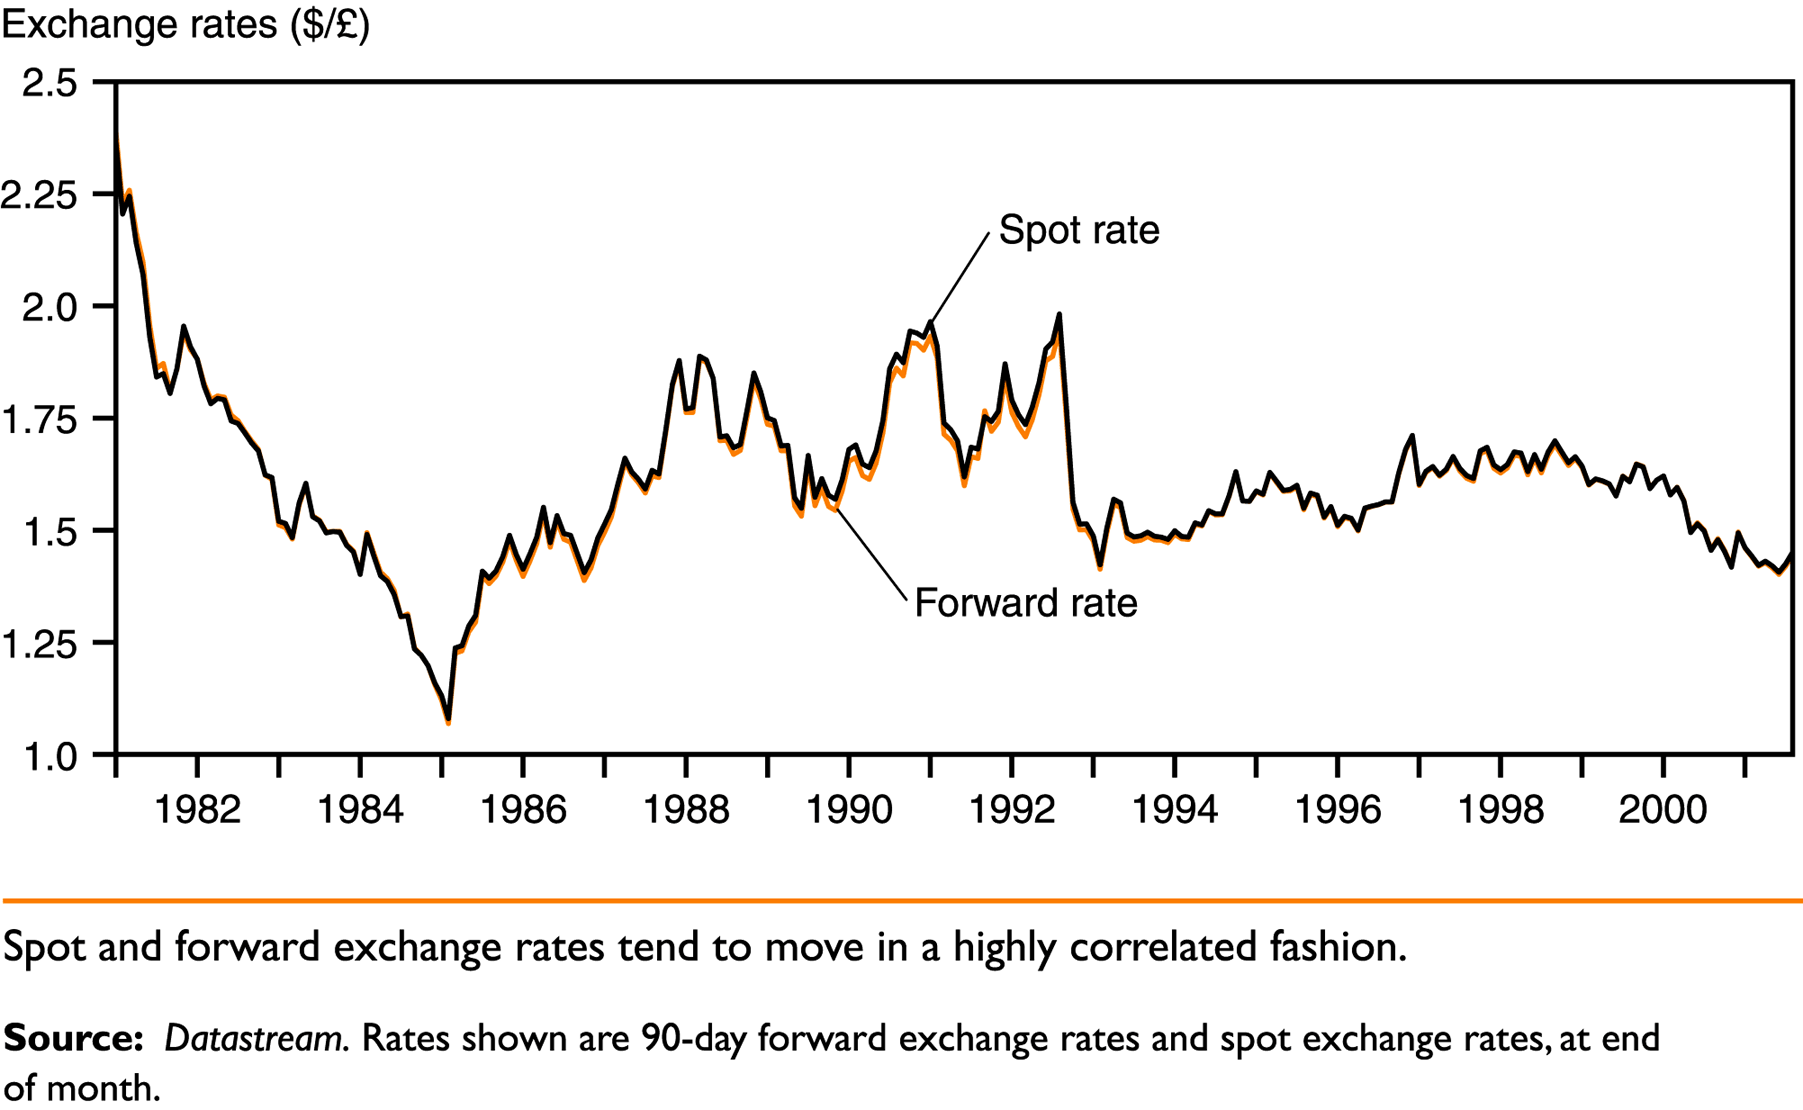 Exchange rates ($/£)
2.5
2.25
2.0
1.75
1.5
1.25
1.0
Spot rate
Forward rate
1982 1984 1986 1988 1990 1992 1994 1996 1998 2000
Spot and forward exchange rates tend to move in a highly correlated fashion.
Source: Datastream. Rates shown are 90-day forward exchange rates and spot exchange rates, at end
of month.